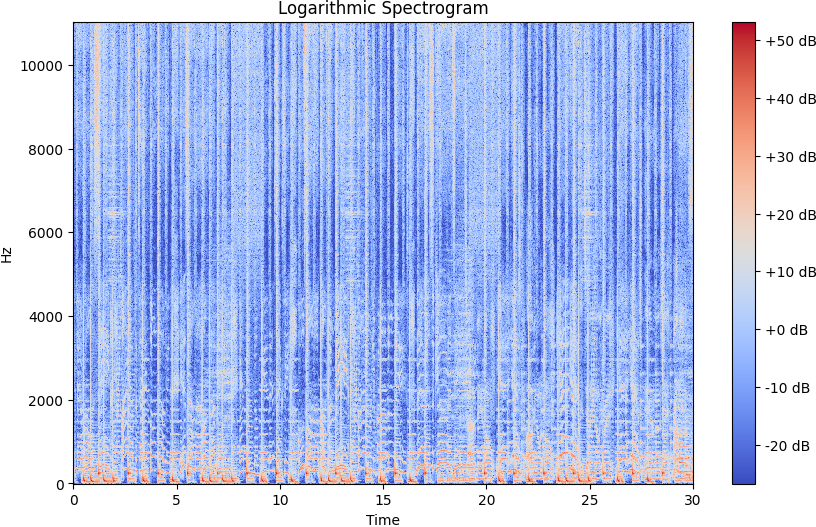 Logarithmic Spectrogram
Hz
10000
8000
6000
4000
2000
0
0 5 10 15 20 25 30
Time
+50 dB
+40 dB
+30 dB
+20 dB
+10 dB
+0 dB
-10 dB
-20 dB